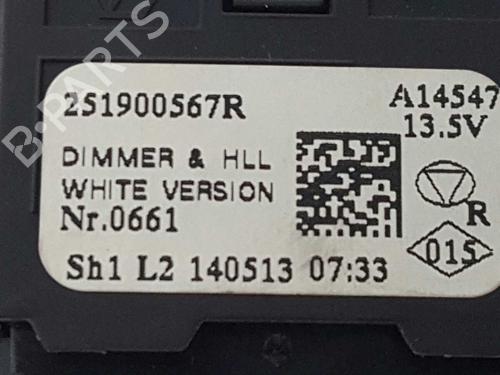 B-PARTS
251900567R
A14547
13.5V
DIMMER & HLL
WHITE VERSION
Nr.0661
R
015
Sh1 L2 140513 07:33